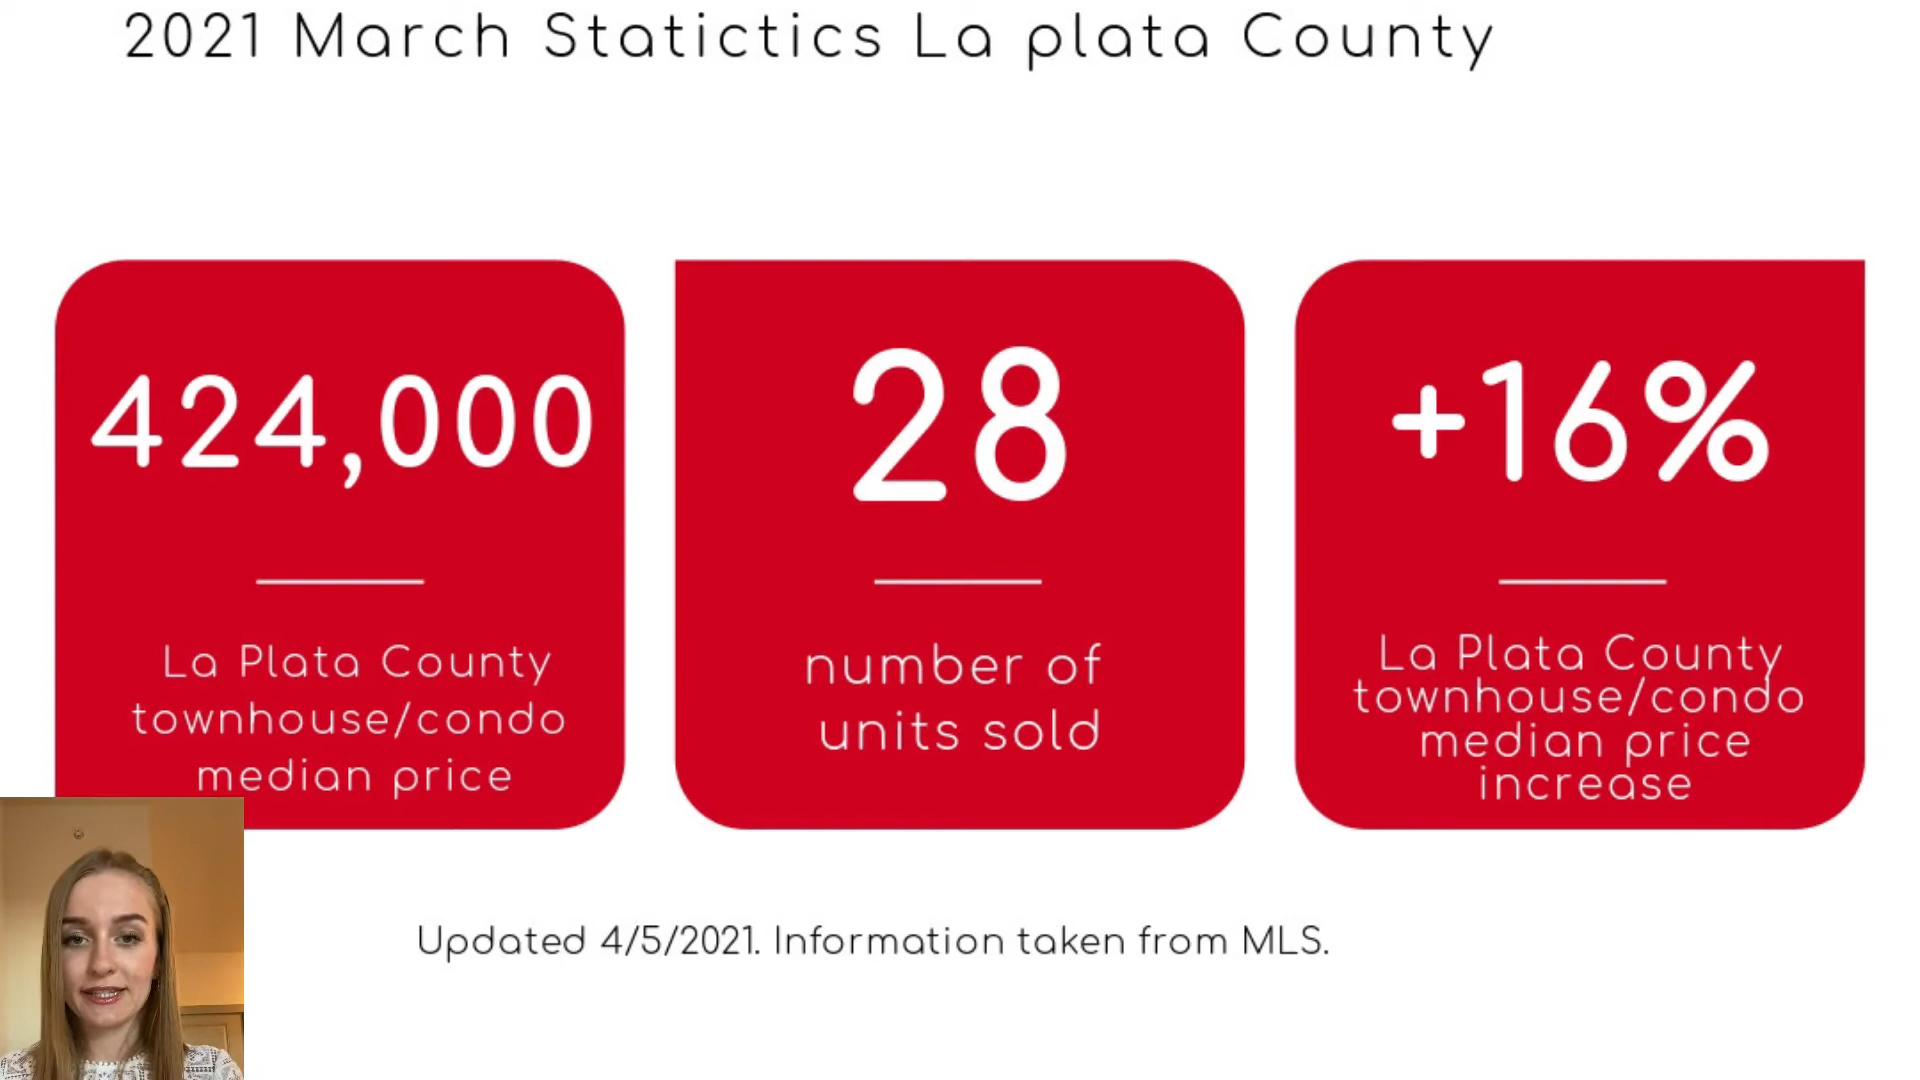 2021 March Statictics La plata County
424,000
La Plata County
townhouse/condo
median price
28
number of
units sold
+16%
La Plata County
townhouse/condo
median price
increase
Updated 4/5/2021. Information taken from MLS.